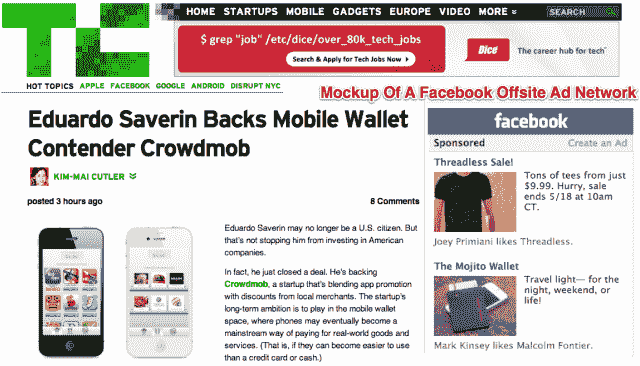 TC
HOME STARTUPS MOBILE GADGETS EUROPE VIDEO MORE SEARCH
$ grep "job" /etc/dice/over_80k_tech_jobs
Search & Apply for Tech Jobs Now
Dice
The career hub for tech
HOT TOPICS APPLE FACEBOOK GOOGLE ANDROID DISRUPT NYC
Mockup Of A Facebook Offsite Ad Network
Eduardo Saverin Backs Mobile Wallet
Contender Crowdmob
KIM-MAI CUTLER
posted 3 hours ago
8 Comments
Eduardo Saverin may no longer be a U.S. citizen. But
that's not stopping him from investing in American
companies.
In fact, he just closed a deal. He's backing
Crowdmob, a startup that's blending app promotion
with discounts from local merchants. The startup's
long-term ambition is to play in the mobile wallet
space, where phones may eventually become a
mainstream way of paying for real-world goods and
services. (That is, if they can become easier to use
than a credit card or cash.)
facebook
Sponsored Create an Ad
Threadless Sale!
Tons of tees from just
$9.99. Hurry, sale
ends 5/18 at 10am
CT.
Joey Primiani likes Threadless.
The Mojito Wallet
Travel light— for the
night, weekend, or
life!
Mark Kinsey likes Malcolm Fontier.